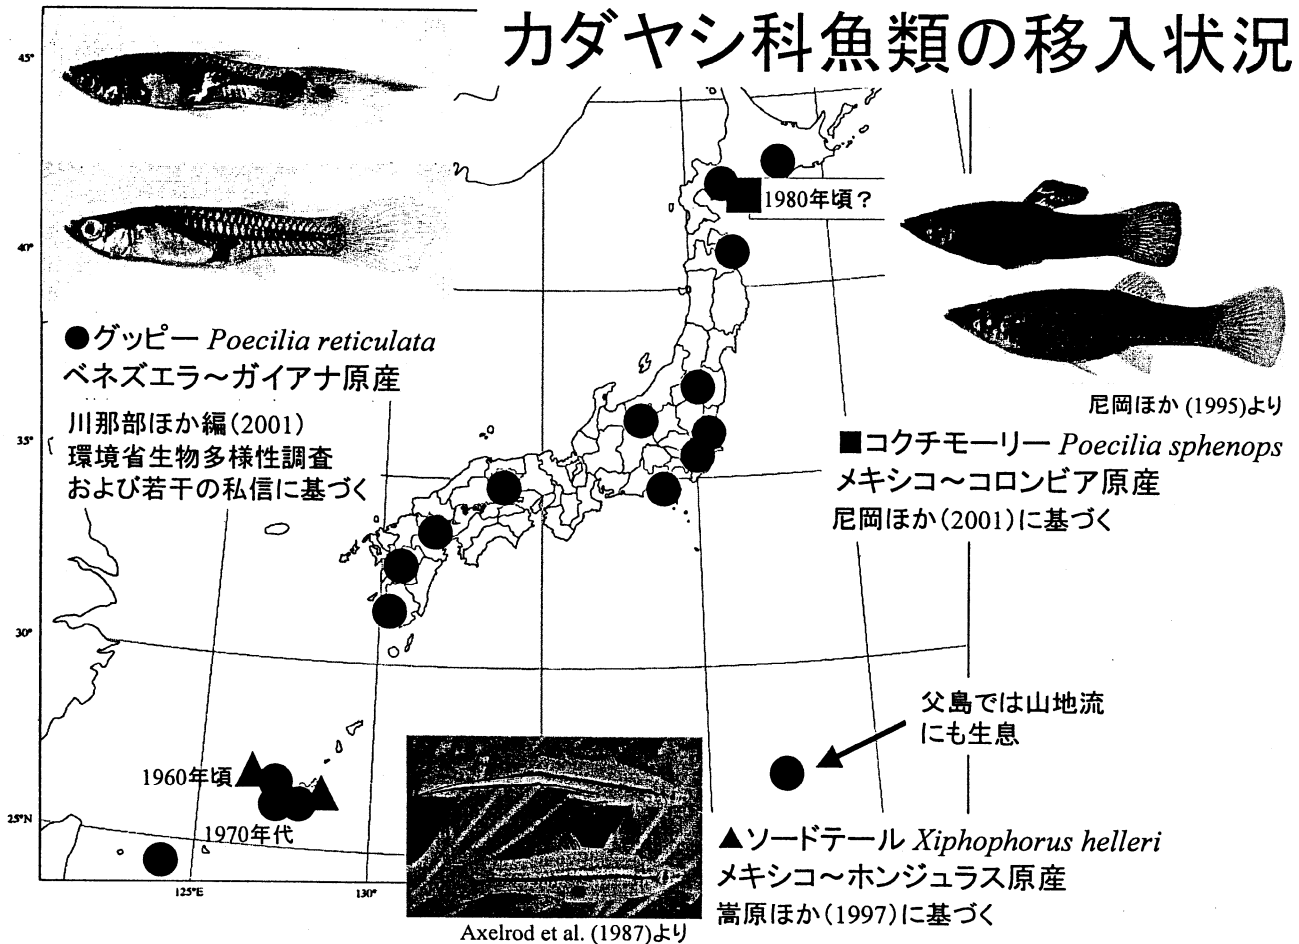 カダヤシ科魚類の移入状況
45°
40°
35°
30°
25°N
125°E
130°
1980年頃？
●グッピー Poecilia reticulata
ベネズエラ～ガイアナ原産
川那部ほか編（2001）
環境省生物多様性調査
および若干の私信に基づく
尼岡ほか (1995)より
■コクチモーリー Poecilia sphenops
メキシコ～コロンビア原産
尼岡ほか（2001）に基づく
父島では山地流
にも生息
1960年頃
1970年代
▲ソードテール Xiphophorus helleri
メキシコ～ホンジュラス原産
嵩原ほか（1997）に基づく
Axelrod et al. (1987)より